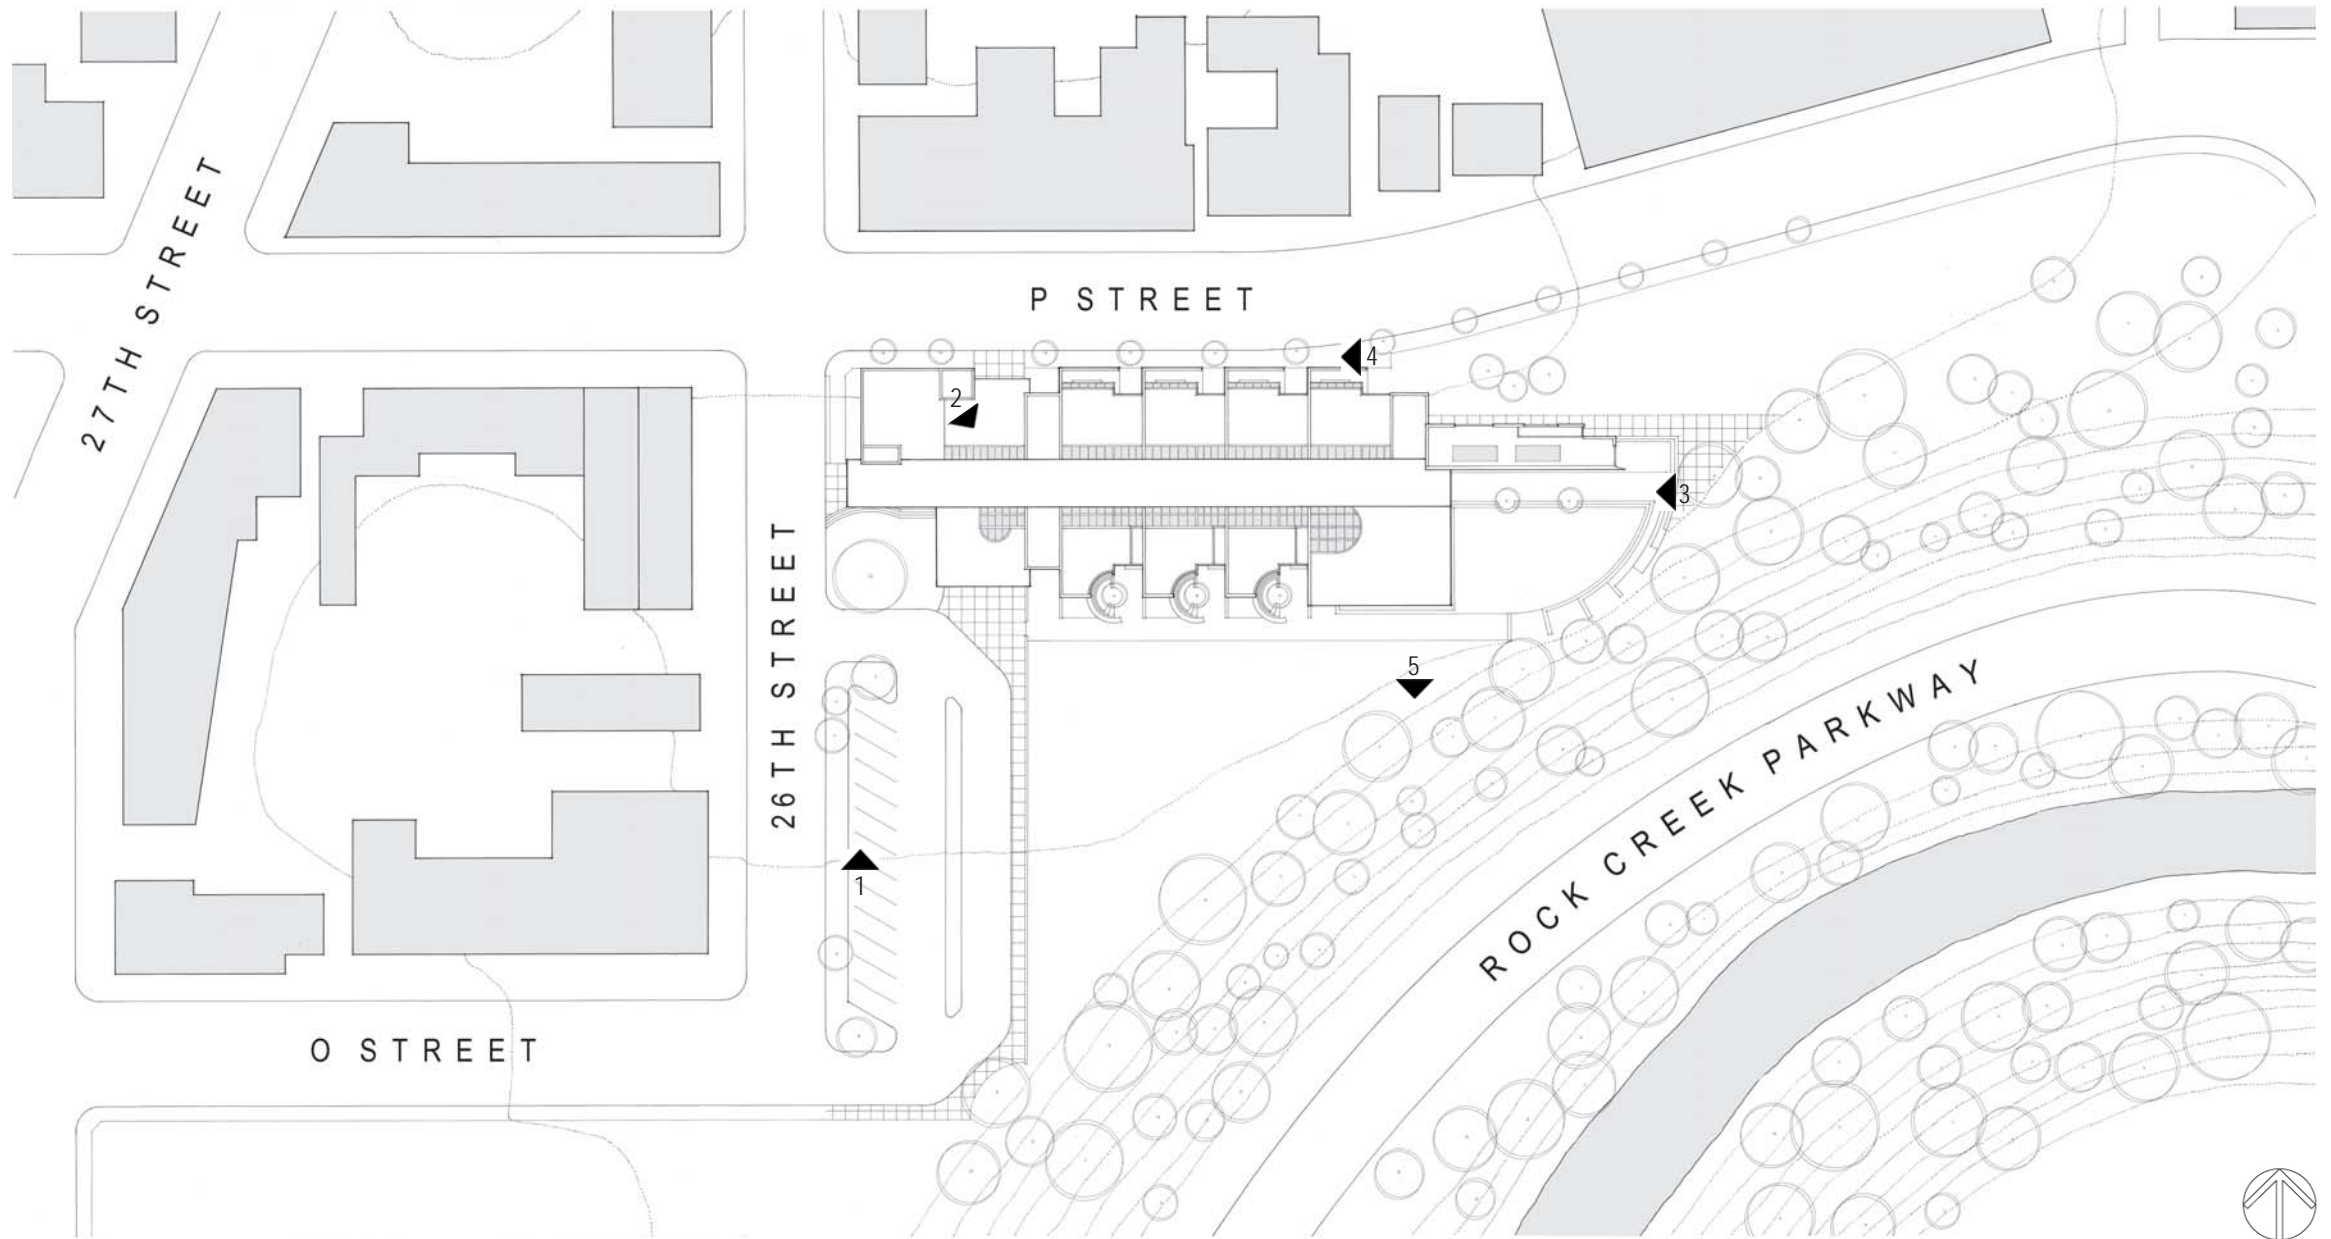 27TH STREET
P STREET
4
2
3
26TH STREET
5
ROCK CREEK PARKWAY
1
O STREET